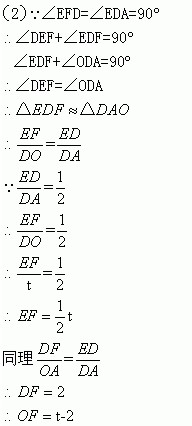 (2)∵∠EFD=∠EDA=90°
∴∠DEF+∠EDF=90°
∠EDF+∠ODA=90°
∴∠DEF=∠ODA
∴△EDF≈△DAO
∴EF/DO=ED/DA
∵ED/DA=1/2
∴EF/DO=1/2
∴EF/t=1/2
∴EF=1/2t
同理DF/OA=ED/DA
∴DF=2
∴OF=t-2